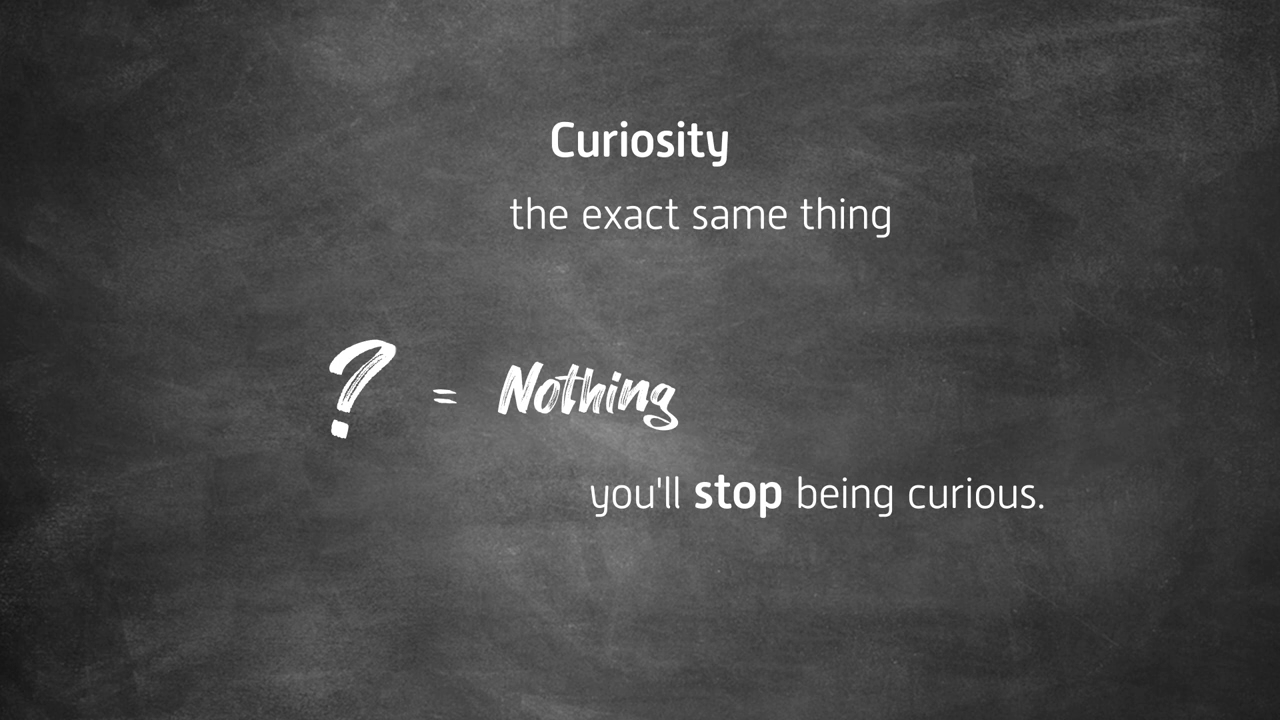 Curiosity
the exact same thing
? = Nothing
you'll stop being curious.